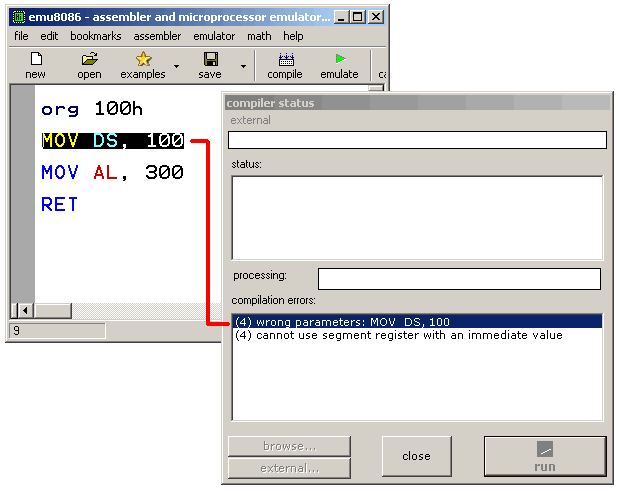 emu8086 - assembler and microprocessor emulator...
file edit bookmarks assembler emulator math help
new open examples save compile emulate ca
org 100h
MOV DS, 100
MOV AL, 300
RET
9
compiler status
external
status:
processing:
compilation errors:
(4) wrong parameters: MOV  DS, 100
(4) cannot use segment register with an immediate value
browse...
external...
close
run